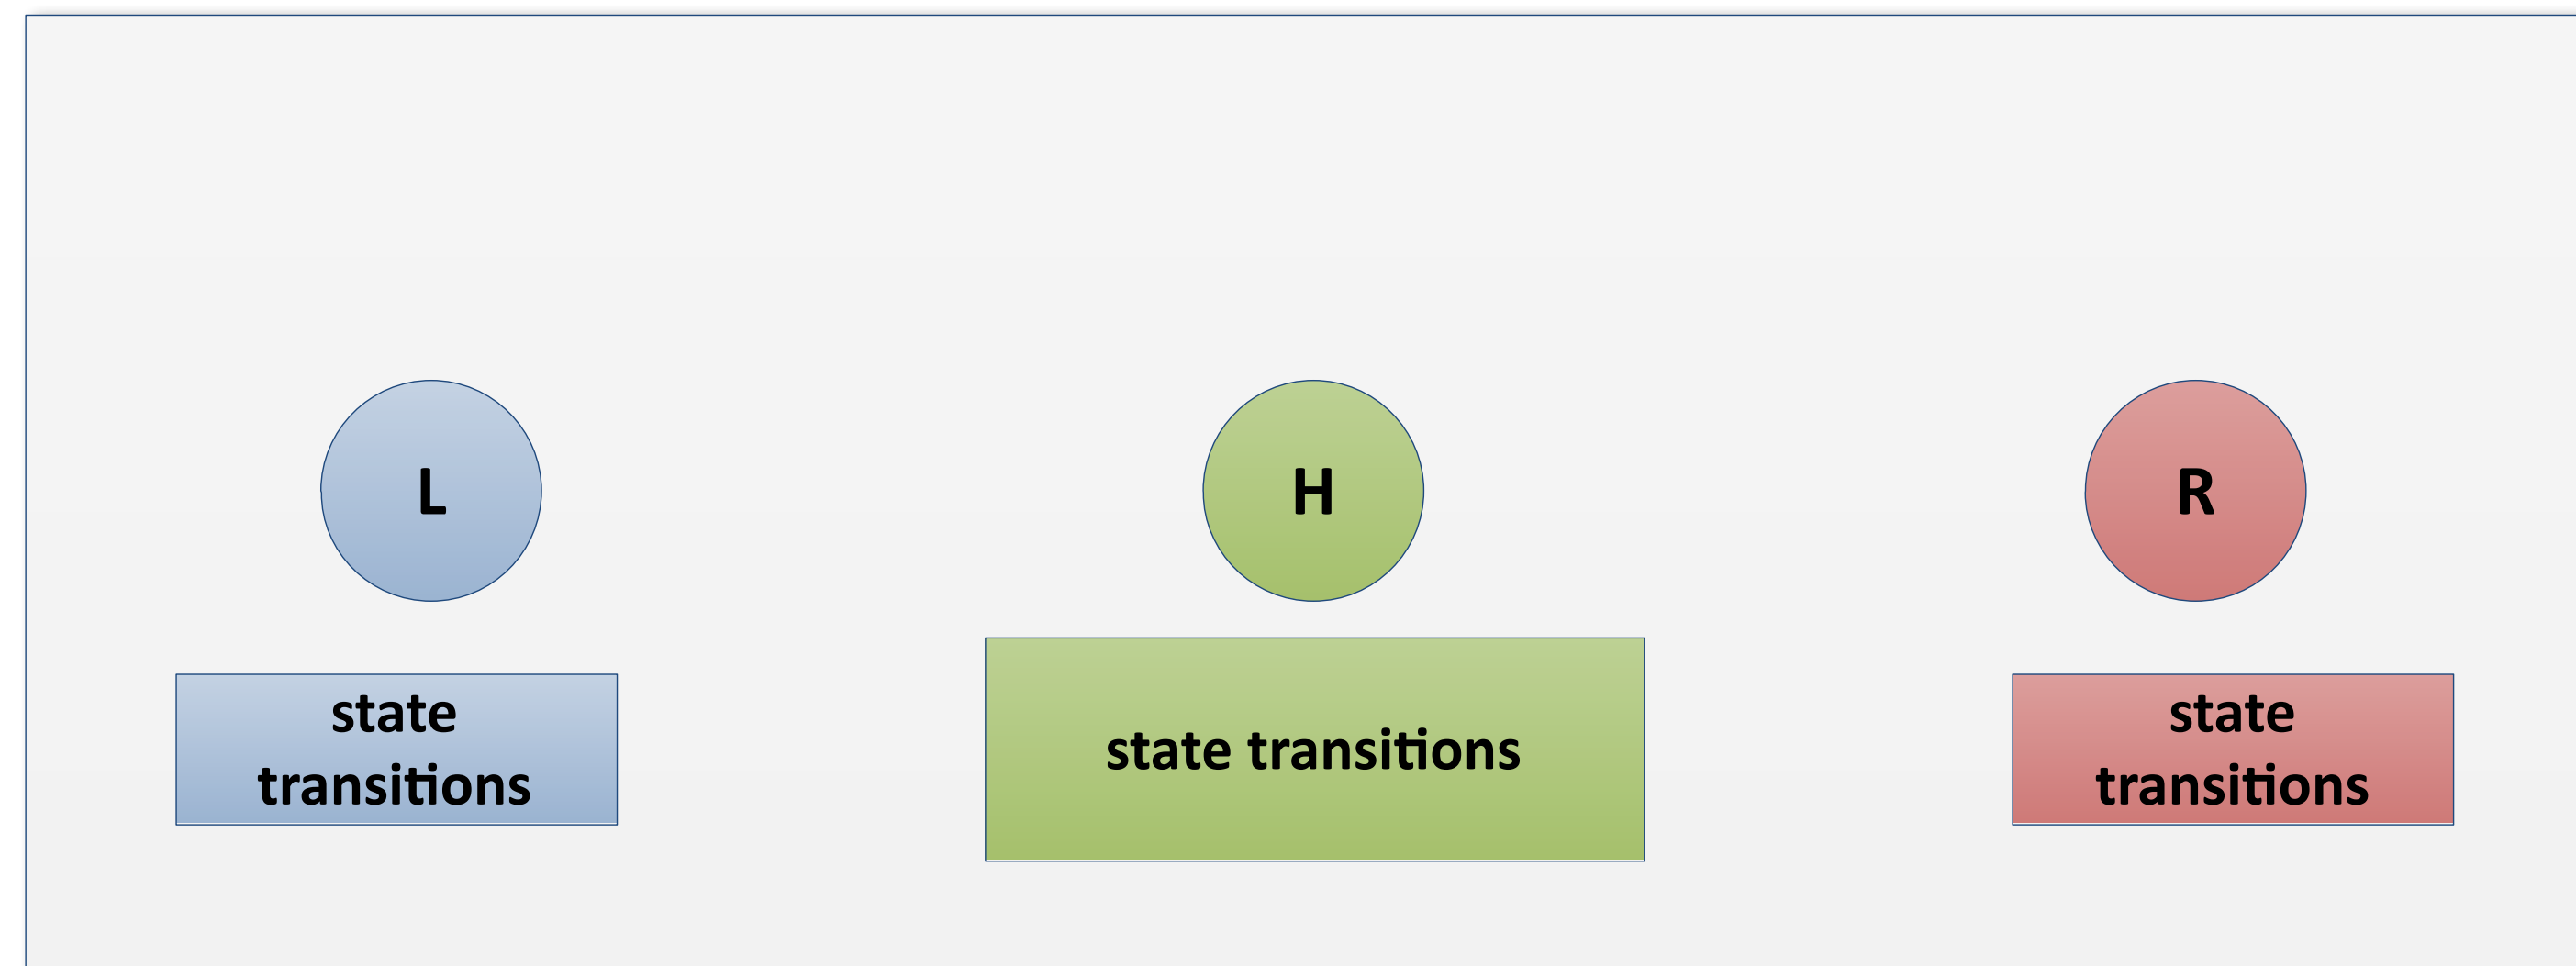 L
H
R
state
transitions
state transitions
state
transitions